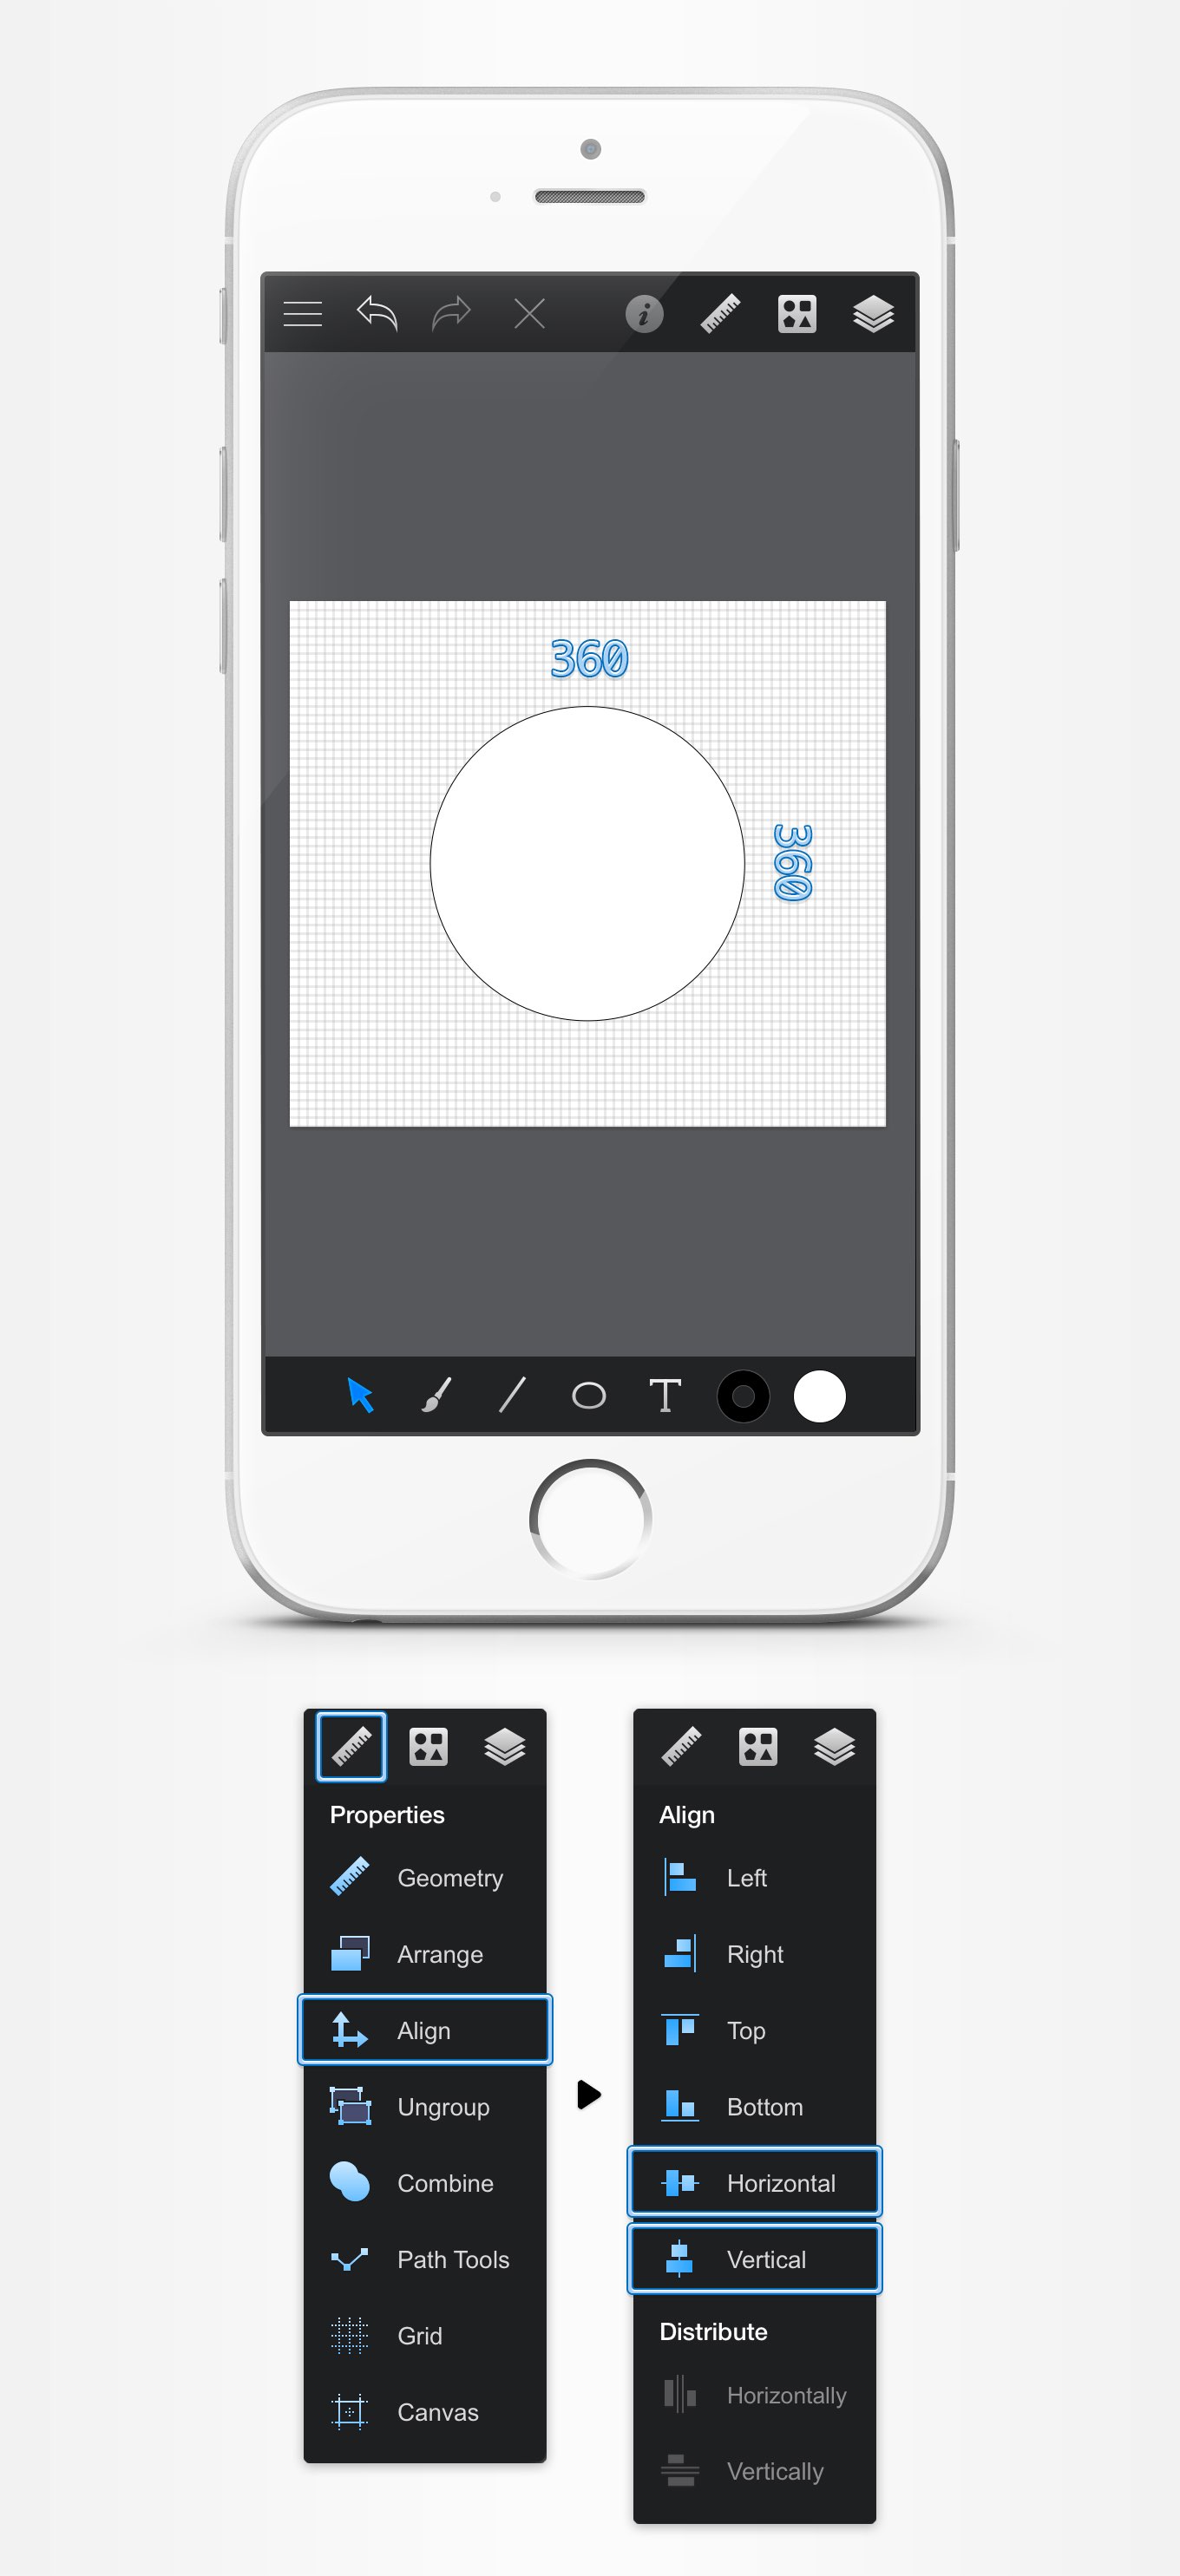 360
360
T
Properties
Geometry
Arrange
Align
Ungroup
Combine
Path Tools
Grid
Canvas
Align
Left
Right
Top
Bottom
Horizontal
Vertical
Distribute
Horizontally
Vertically